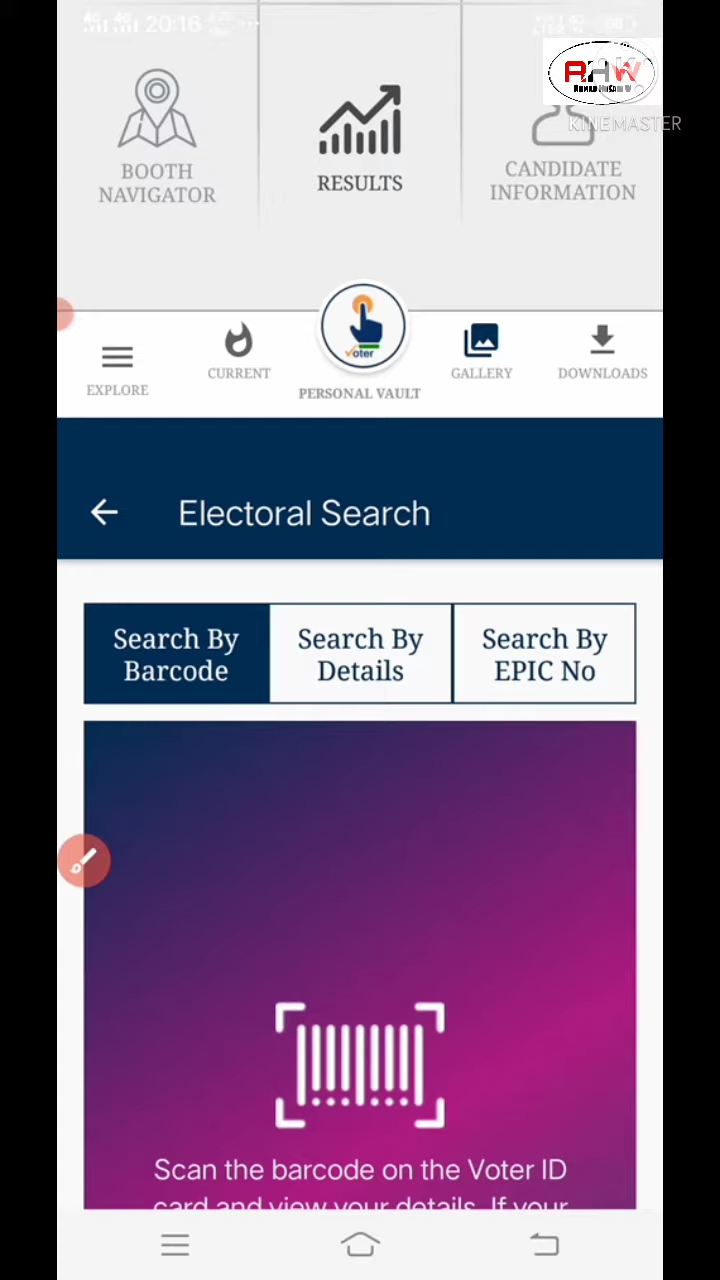 20:16
AHW
KINEMASTER
BOOTH
NAVIGATOR
RESULTS
CANDIDATE
INFORMATION
EXPLORE
CURRENT
Voter
PERSONAL VAULT
GALLERY
DOWNLOADS
Electoral Search
Search By
Barcode
Search By
Details
Search By
EPIC No
Scan the barcode on the Voter ID
card and view your details. If your